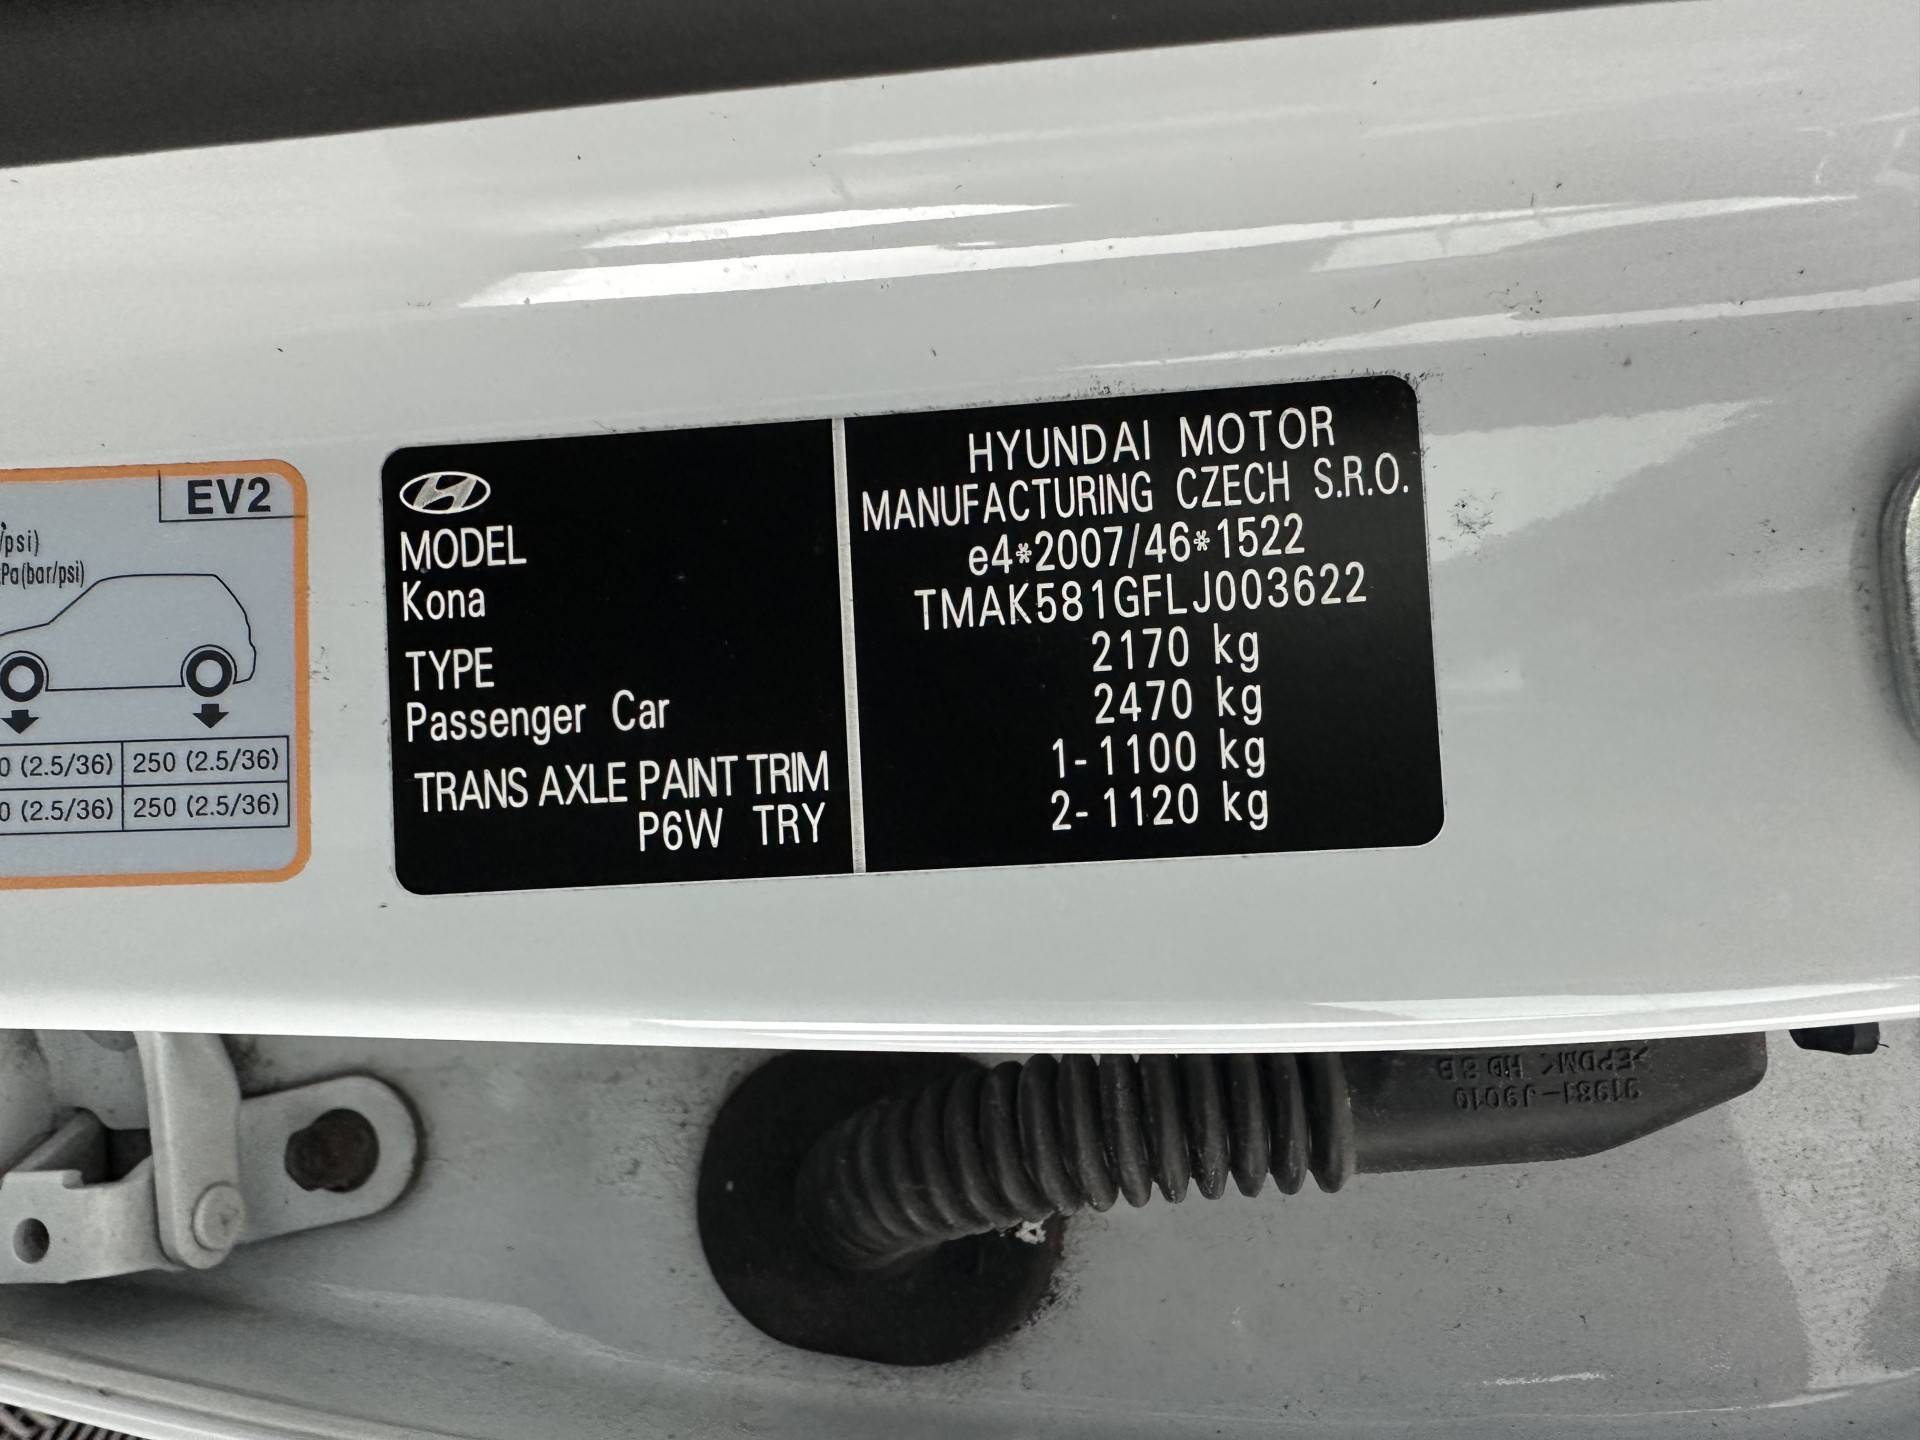 EV2
/psi)
Pa(bar/psi)
0 (2.5/36) 250 (2.5/36)
0 (2.5/36) 250 (2.5/36)
MODEL
Kona
TYPE
Passenger Car
TRANS AXLE PAINT TRIM
P6W TRY
HYUNDAI MOTOR
MANUFACTURING CZECH S.R.O.
e4*2007/46*1522
TMAK581GFLJ003622
2170 kg
2470 kg
1-1100 kg
2-1120 kg
91981-J9010